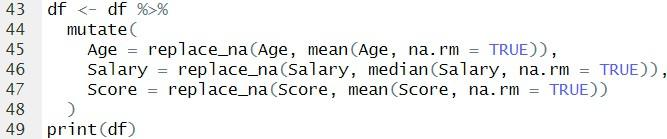 43 df <- df %>%
44   mutate(
45     Age = replace_na(Age, mean(Age, na.rm = TRUE)),
46     Salary = replace_na(Salary, median(Salary, na.rm = TRUE)),
47     Score = replace_na(Score, mean(Score, na.rm = TRUE))
48   )
49 print(df)